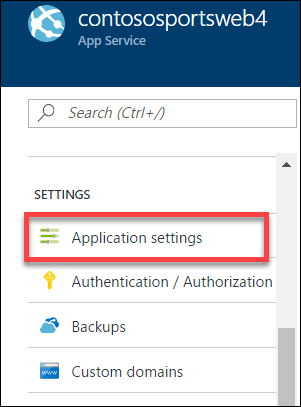 contososportsweb4
App Service
Search (Ctrl+/)
SETTINGS
Application settings
Authentication / Authorization
Backups
Custom domains